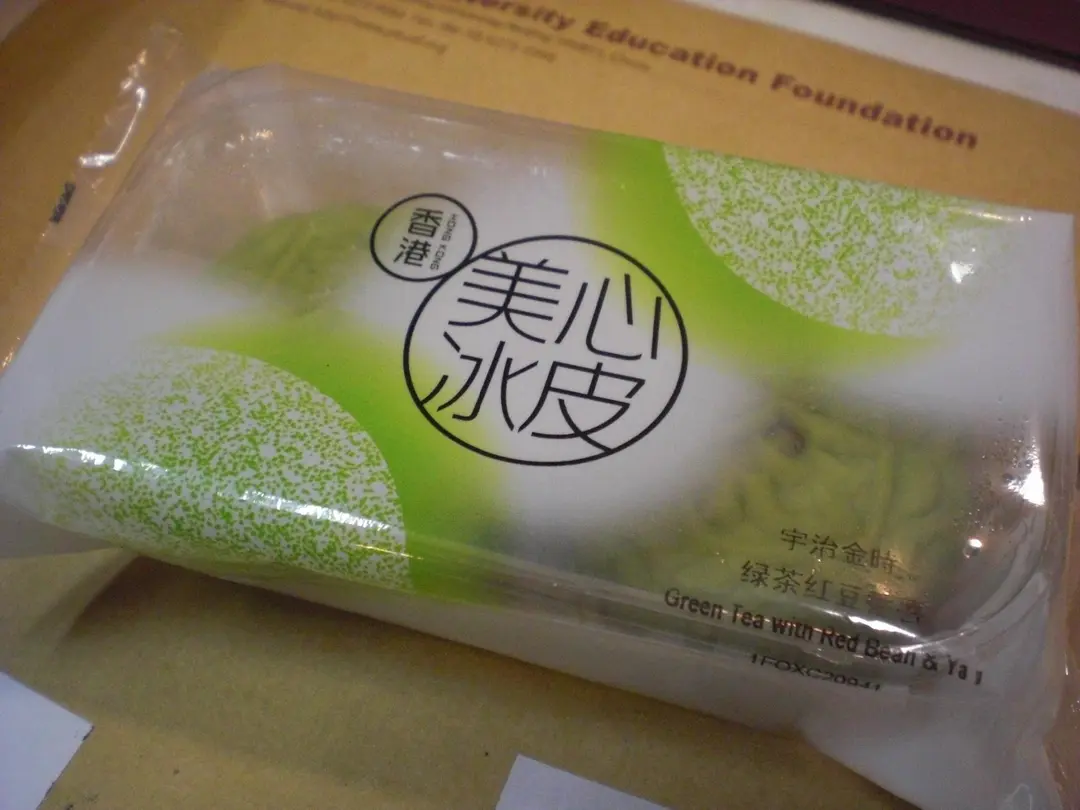 Education Foundation
香港
HONG KONG
美心
冰皮
宇治金時
绿茶红豆
Green Tea with Red Bean &